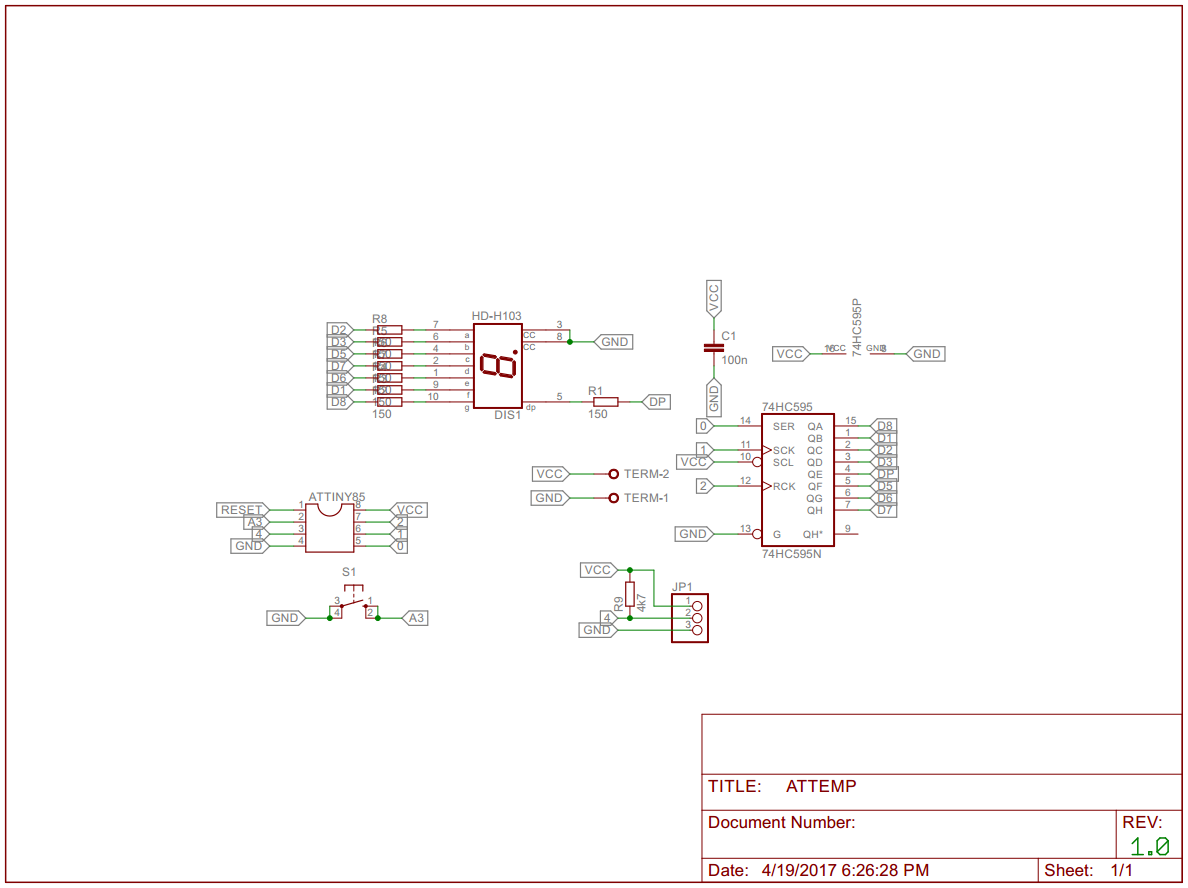 HD-H103
DIS1
R8
R5
D2
D3
D5
D7
D6
D1
D8
150
7
6
4
2
1
9
10
a
b
c
d
e
f
g
CC
CC
dp
3
8
5
GND
R1
150
DP
VCC
C1
100n
GND
74HC595P
VCC
VCC
GND
8
GND
74HC595
0
14
SER
1
11
SCK
VCC
10
SCL
2
12
RCK
GND
13
G
QA
15
D8
QB
1
D1
QC
2
D2
QD
3
D3
QE
4
DP
QF
5
D5
QG
6
D6
QH
7
D7
QH*
9
74HC595N
VCC
TERM-2
GND
TERM-1
ATTINY85
RESET
1
8
VCC
A3
2
7
2
4
3
6
1
GND
4
5
0
S1
GND
3
4
1
2
A3
VCC
R9
4k7
4
GND
JP1
1
2
3
TITLE: ATTEMP
Document Number:
REV:
1.0
Date: 4/19/2017 6:26:28 PM
Sheet: 1/1